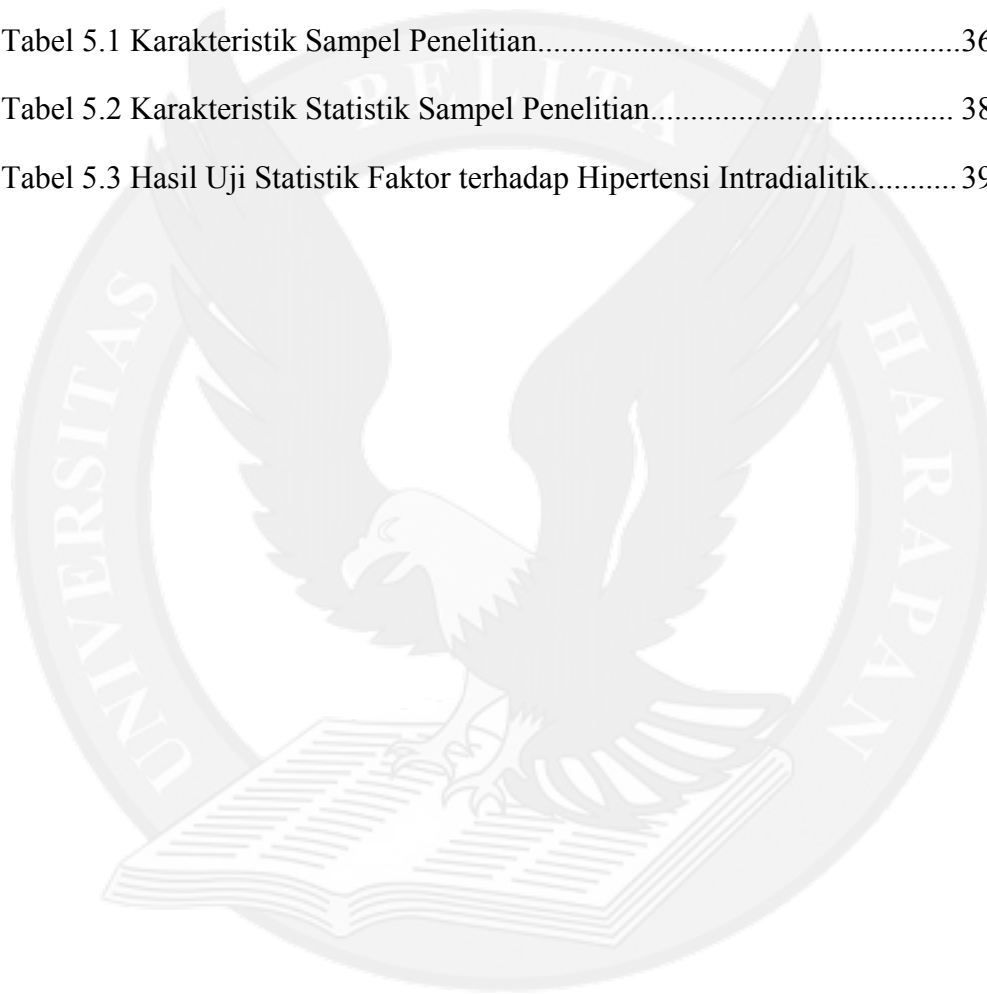 Tabel 5.1 Karakteristik Sampel Penelitian....................................................36
Tabel 5.2 Karakteristik Statistik Sampel Penelitian...................................... 38
Tabel 5.3 Hasil Uji Statistik Faktor terhadap Hipertensi Intradialitik........... 39
UNIVERSITAS PELITA HARAPAN